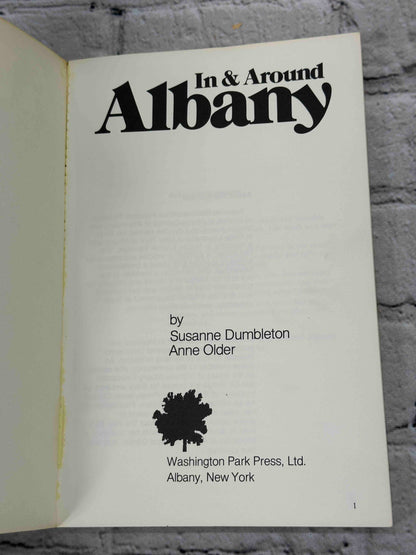 In & Around
Albany
by
Susanne Dumbleton
Anne Older
Washington Park Press, Ltd.
Albany, New York
1